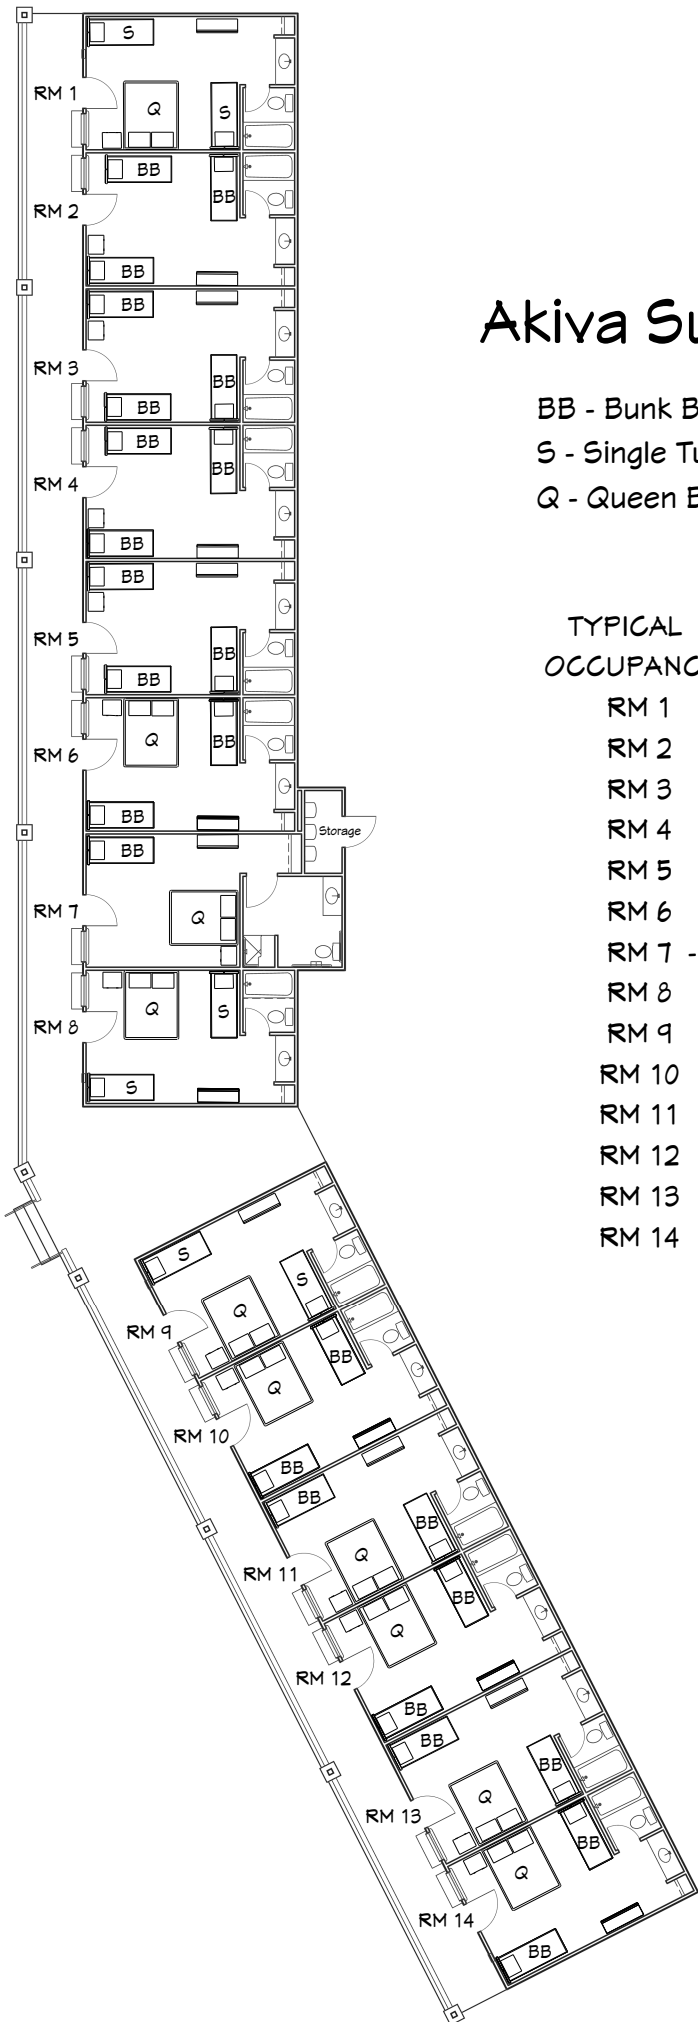 S
RM 1
Q
S
BB
BB
RM 2
BB
BB
RM 3
BB
BB
BB
BB
RM 4
BB
BB
RM 5
BB
BB
Q
BB
RM 6
BB
Storage
BB
RM 7
Q
Q
S
RM 8
S
S
S
Q
RM 9
BB
Q
RM 10
BB
BB
BB
Q
RM 11
BB
Q
RM 12
BB
BB
BB
Q
RM 13
BB
Q
RM 14
BB
Akiva Su
BB - Bunk B
S - Single Tu
Q - Queen B
TYPICAL
OCCUPANC
RM 1
RM 2
RM 3
RM 4
RM 5
RM 6
RM 7 -
RM 8
RM 9
RM 10
RM 11
RM 12
RM 13
RM 14